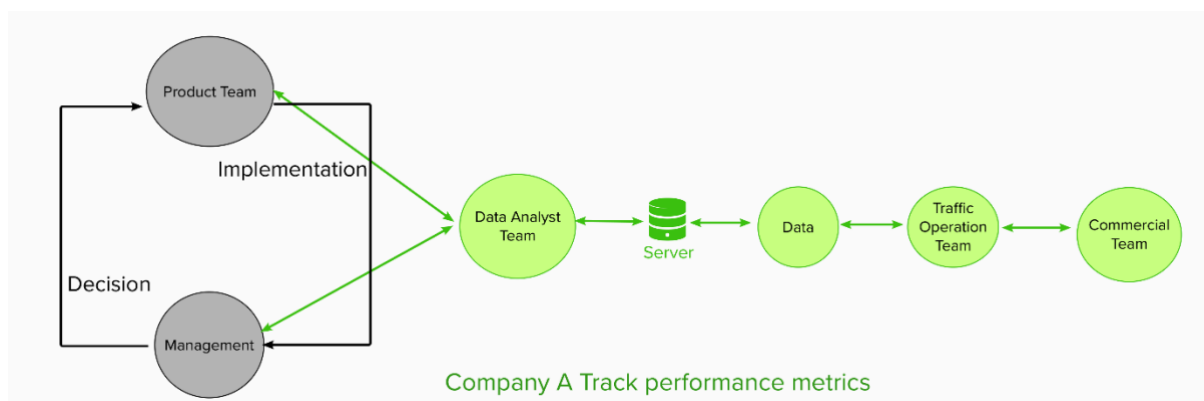 Product Team
Implementation
Data Analyst
Team
Server
Data
Traffic
Operation
Team
Commercial
Team
Decision
Management
Company A Track performance metrics